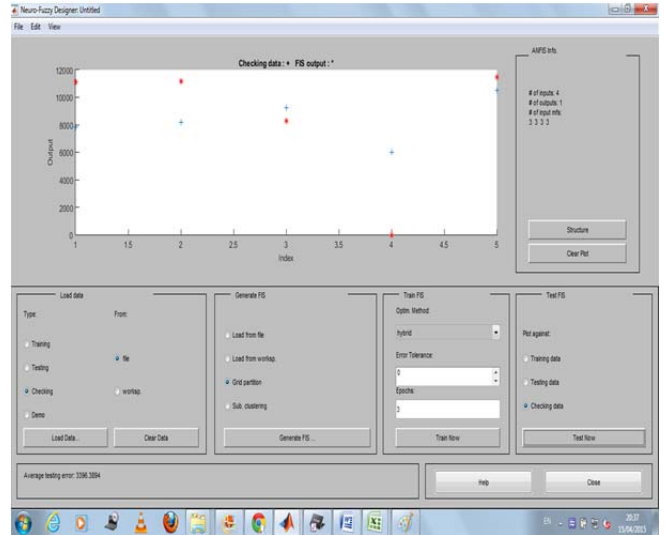 Neuro-Fuzzy Designer: Untitled
File Edit View
Checking data : + FIS output : *
12000
10000
8000
6000
4000
2000
0
Output
1 1.5 2 2.5 3 3.5 4 4.5 5
Index
ANFIS Info.
# of inputs: 4
# of outputs: 1
# of input mfs:
3 3 3 3
Structure
Clear Plot
Load data
Type: From:
Training
Testing
Checking
Demo
file
worksp.
Load Data...
Clear Data
Generate FIS
Load from file
Load from worksp.
Grid partition
Sub. clustering
Generate FIS ...
Train FIS
Optim. Method:
hybrid
Error Tolerance:
0
Epochs:
3
Train Now
Test FIS
Plot against:
Training data
Testing data
Checking data
Test Now
Average testing error: 3396.3894
Help
Close
EN
20:37
15/04/2015